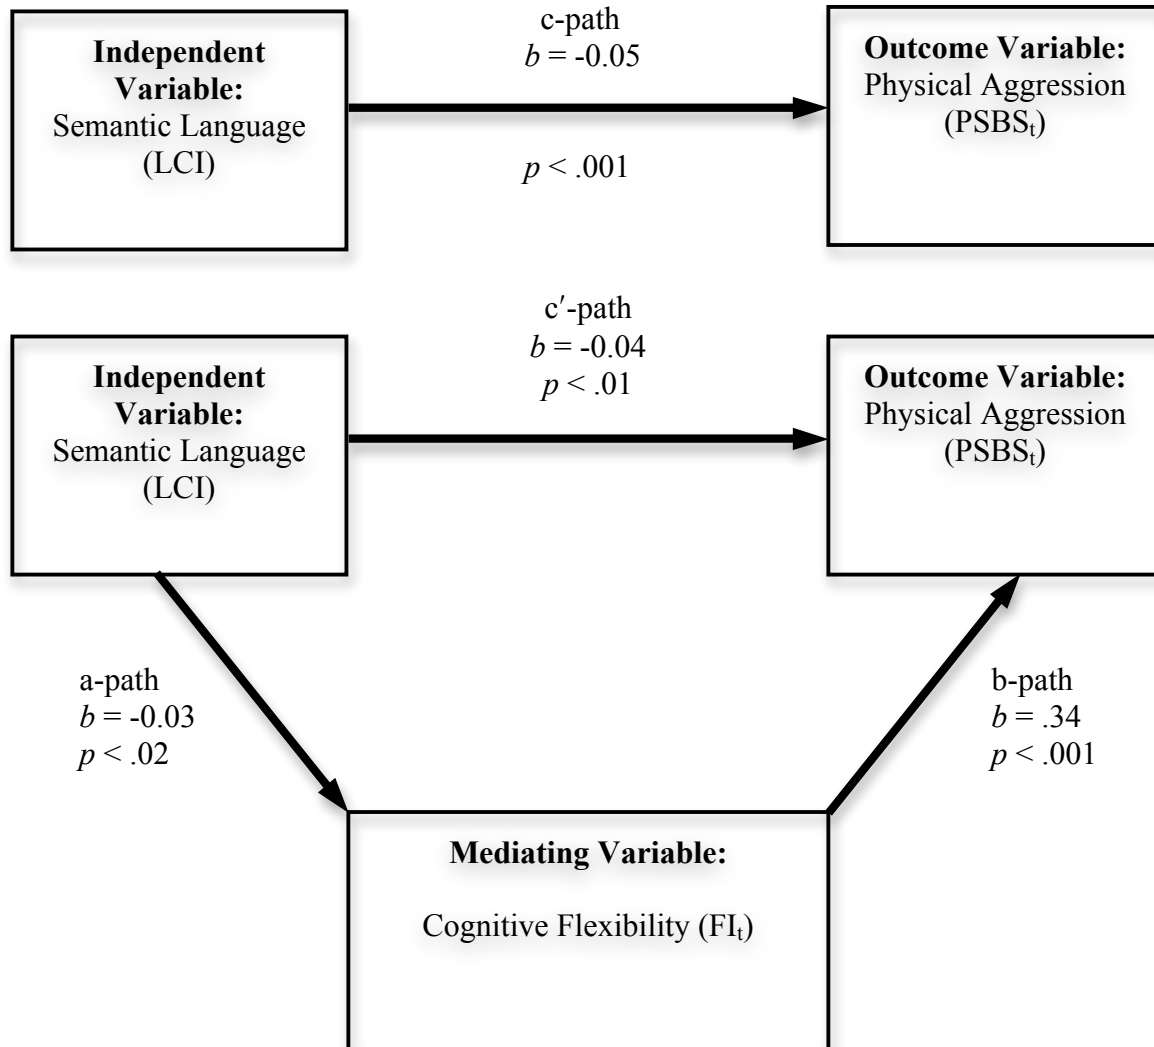 Independent
Variable:
Semantic Language
(LCI)
c-path
b = -0.05
p < .001
Outcome Variable:
Physical Aggression
(PSBSt)
Independent
Variable:
Semantic Language
(LCI)
c′-path
b = -0.04
p < .01
Outcome Variable:
Physical Aggression
(PSBSt)
a-path
b = -0.03
p < .02
b-path
b = .34
p < .001
Mediating Variable:
Cognitive Flexibility (FIt)